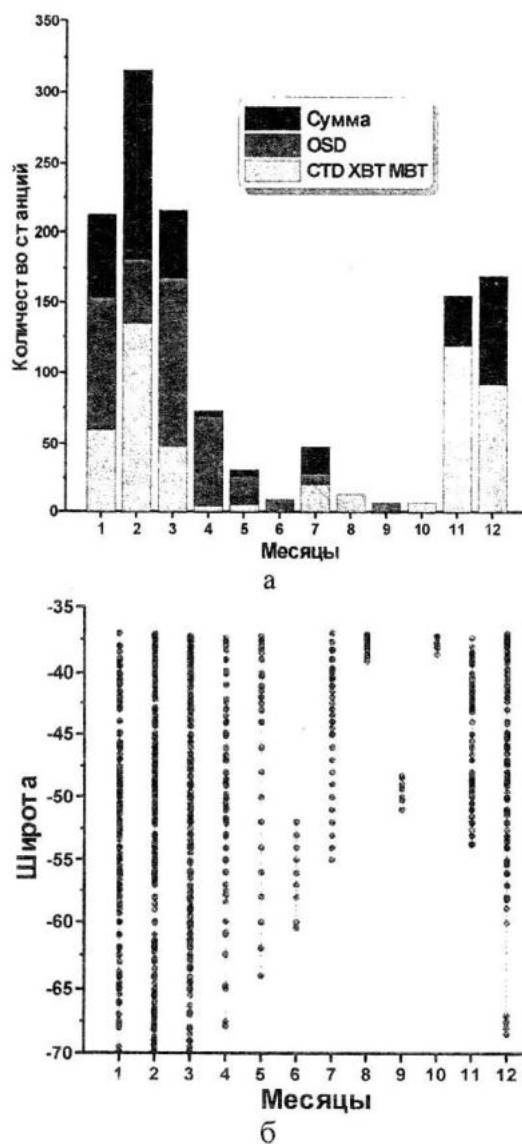 350
300
250
200
150
100
50
0
Количество станций
Сумма
OSD
CTD XBT MBT
1 2 3 4 5 6 7 8 9 10 11 12
Месяцы
а
-35
-40
-45
-50
-55
-60
-65
-70
Широта
1 2 3 4 5 6 7 8 9 10 11 12
Месяцы
б